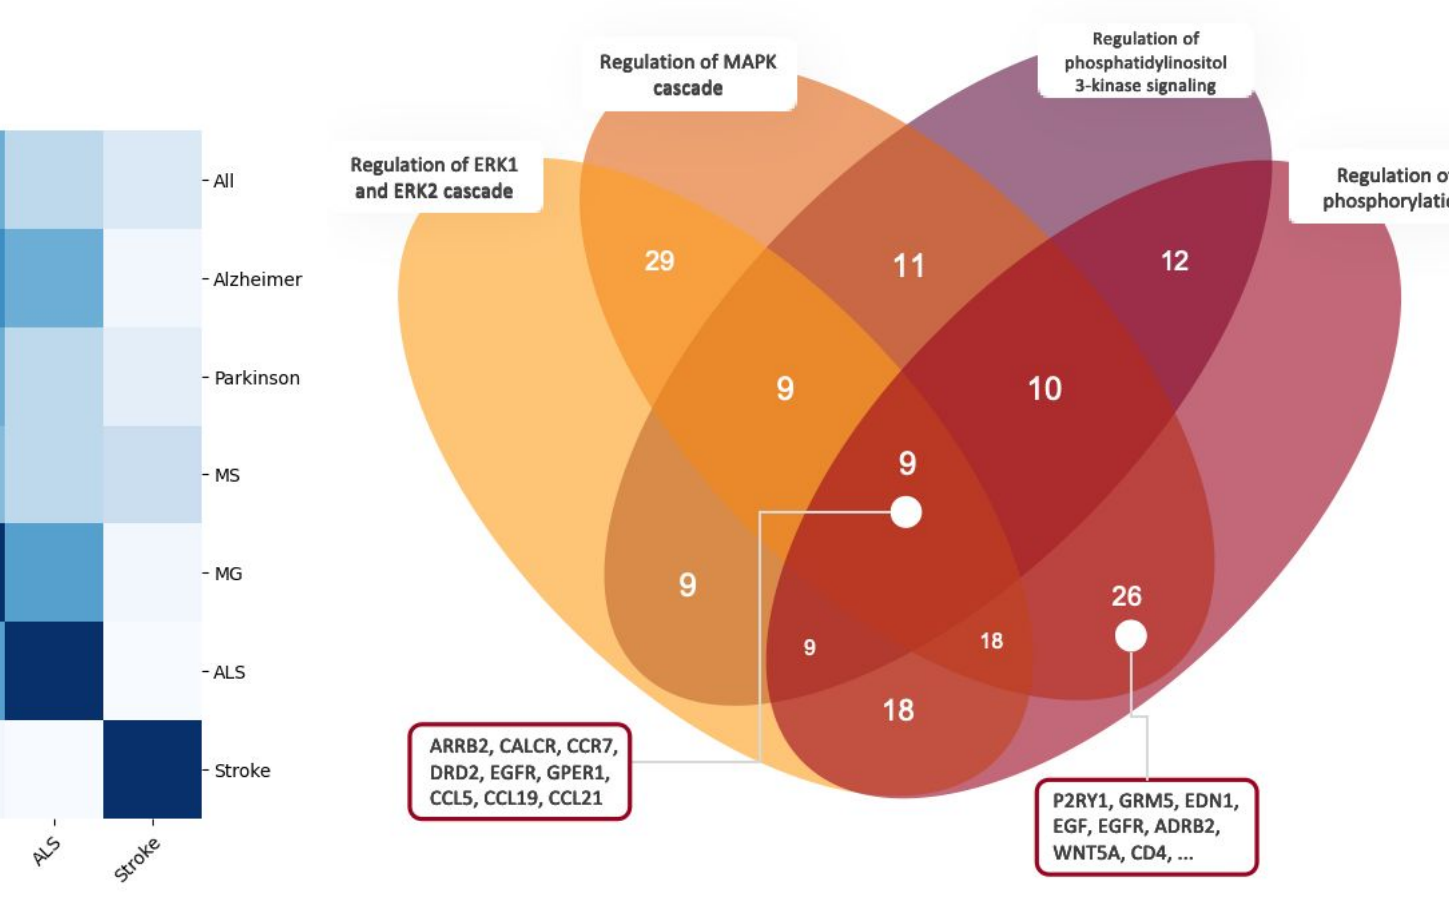 All
Alzheimer
Parkinson
MS
MG
ALS
Stroke
ALS
Stroke
Regulation of ERK1
and ERK2 cascade
Regulation of MAPK
cascade
Regulation of
phosphatidylinositol
3-kinase signaling
Regulation
29
11
12
9
10
9
9
26
9
18
18
ARRB2, CALCR, CCR7,
DRD2, EGFR, GPER1,
CCL5, CCL19, CCL21
P2RY1, GRM5, EDN1,
EGF, EGFR, ADRB2,
WNT5A, CD4, ...